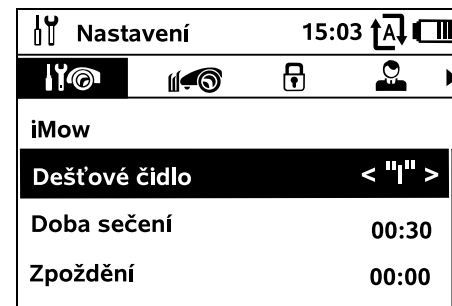 Nastavení 15:03 A
iMow
Dešťové čidlo < "I" >
Doba sečení 00:30
Zpoždění 00:00